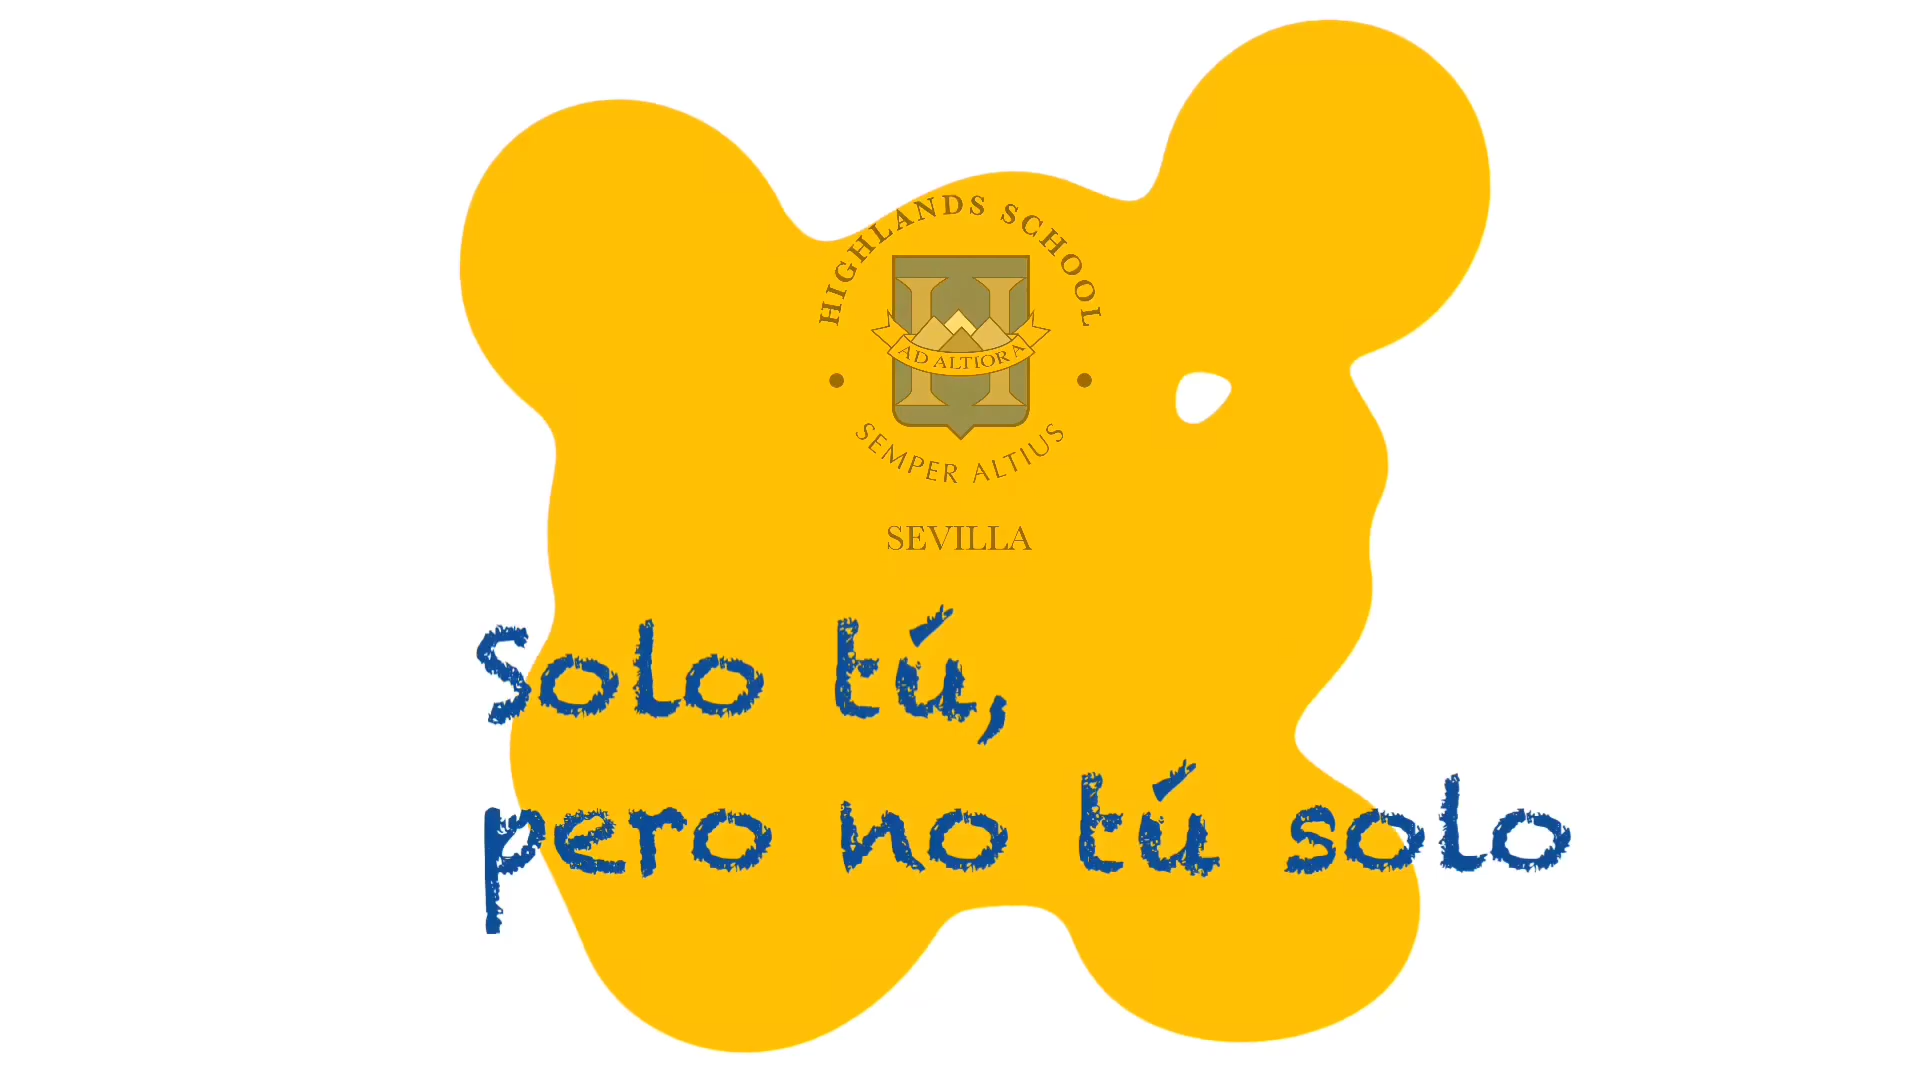 HIGHLANDS SCHOOL
AD ALTIORA
SEMPER ALTIUS
SEVILLA
Solo tú,
pero no tú solo